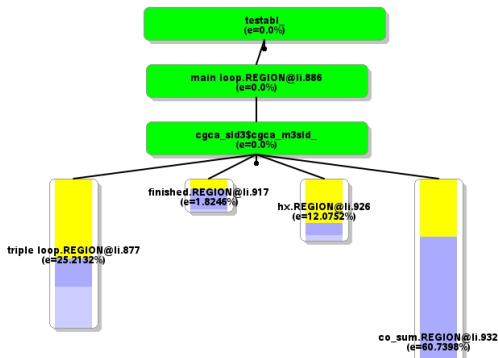 testabl_
(e=0.0%)
main loop.REGION@li.886
(e=0.0%)
cgca_sld3$cgca_m3sld_
(e=0.0%)
finished.REGION@li.917
(e=1.8246%)
hx.REGION@li.926
(e=12.0752%)
triple loop.REGION@li.877
(e=25.2132%)
co_sum.REGION@li.932
(e=60.7398%)